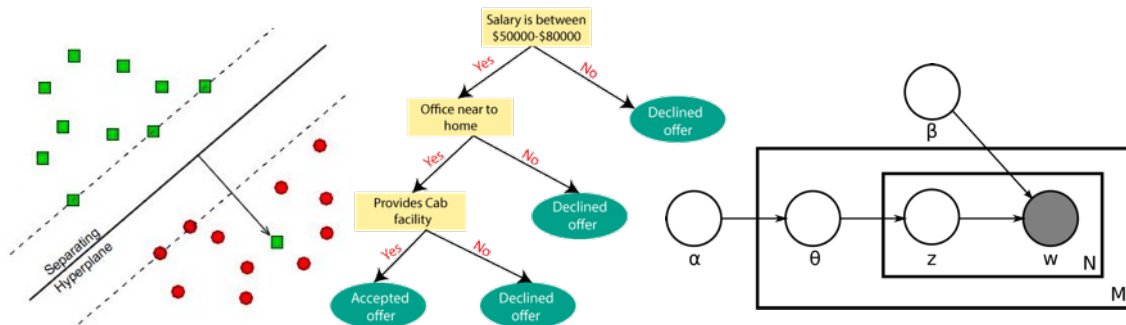 Separating
Hyperplane
Salary is between
$50000-$80000
Yes
No
Office near to
home
Declined
offer
Yes
No
Provides Cab
facility
Declined
offer
Yes
No
Accepted
offer
Declined
offer
β
α
θ
z
w
N
M